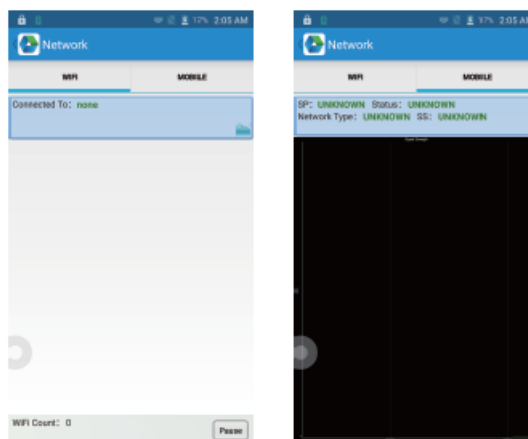 17% 2:05 AM
Network
WIFI MOBILE
Connected To: none
WiFi Count: 0
Pause
97% 2:05 AM
Network
WIFI MOBILE
SP: UNKNOWN Status: UNKNOWN
Network Type: UNKNOWN SS: UNKNOWN